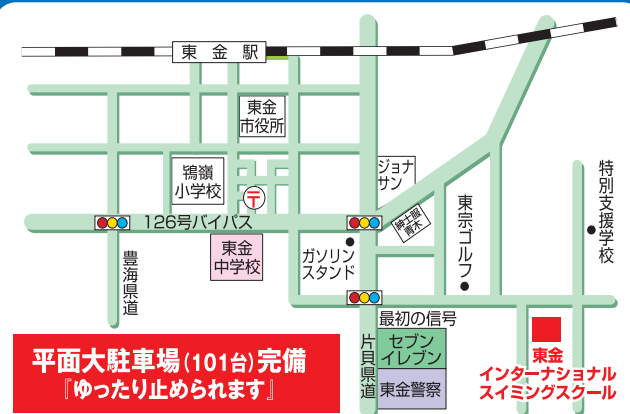 東金駅
東金
市役所
鴇嶺
小学校
ジョナ
サン
〒
紳士服
青木
特別支援学校
126号バイパス
東金
中学校
ガソリン
スタンド
東宗ゴルフ
豊海県道
最初の信号
セブン
イレブン
片貝県道
東金警察
東金
インターナショナル
スイミングスクール
平面大駐車場(101台)完備
『ゆったり止められます』